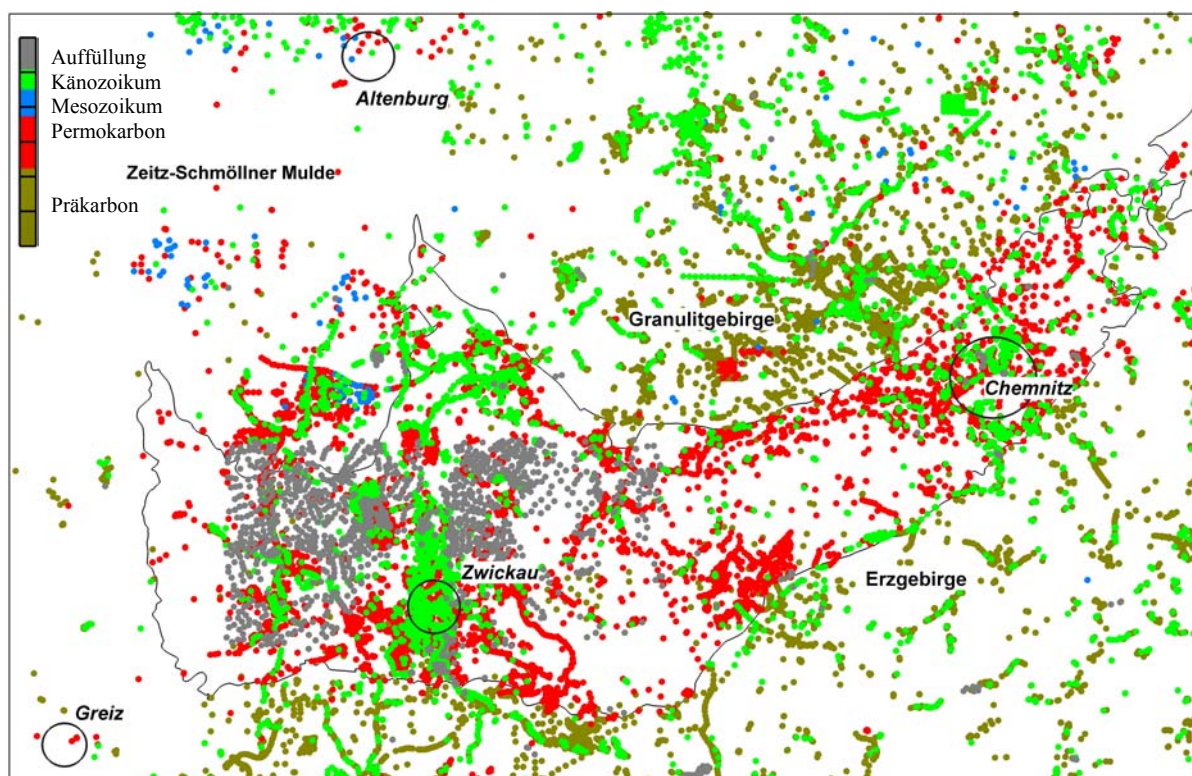 Auffüllung
Känozoikum
Mesozoikum
Permokarbon
Präkarbon
Altenburg
Zeitz-Schmöllner Mulde
Granulitgebirge
Chemnitz
Zwickau
Erzgebirge
Greiz